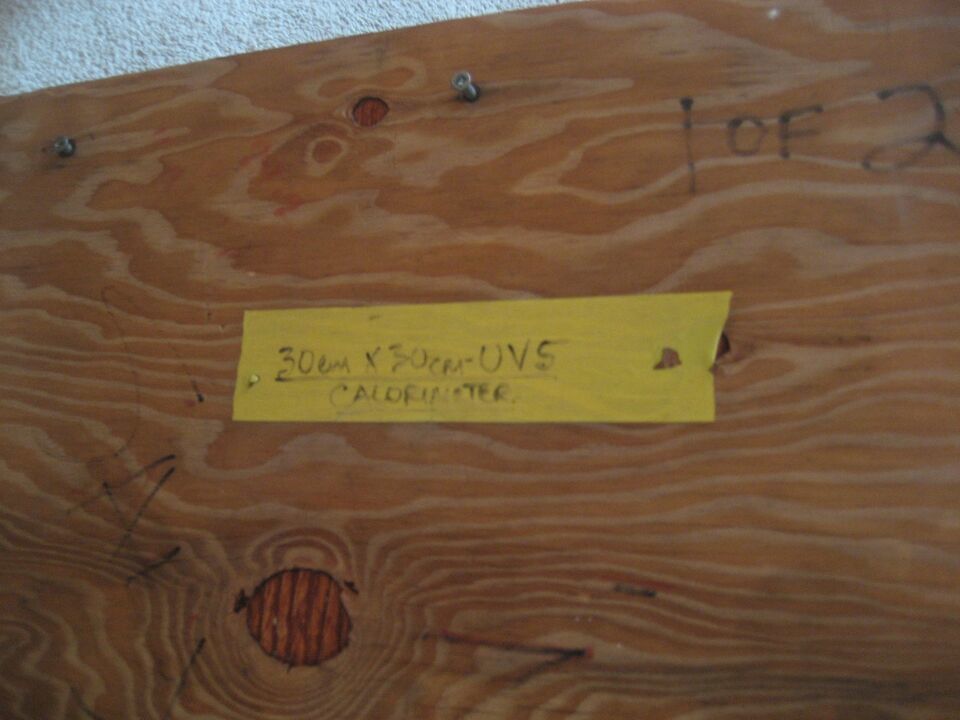 1 OF 2
30cm X 30cm-UV5
CALORIMETER.